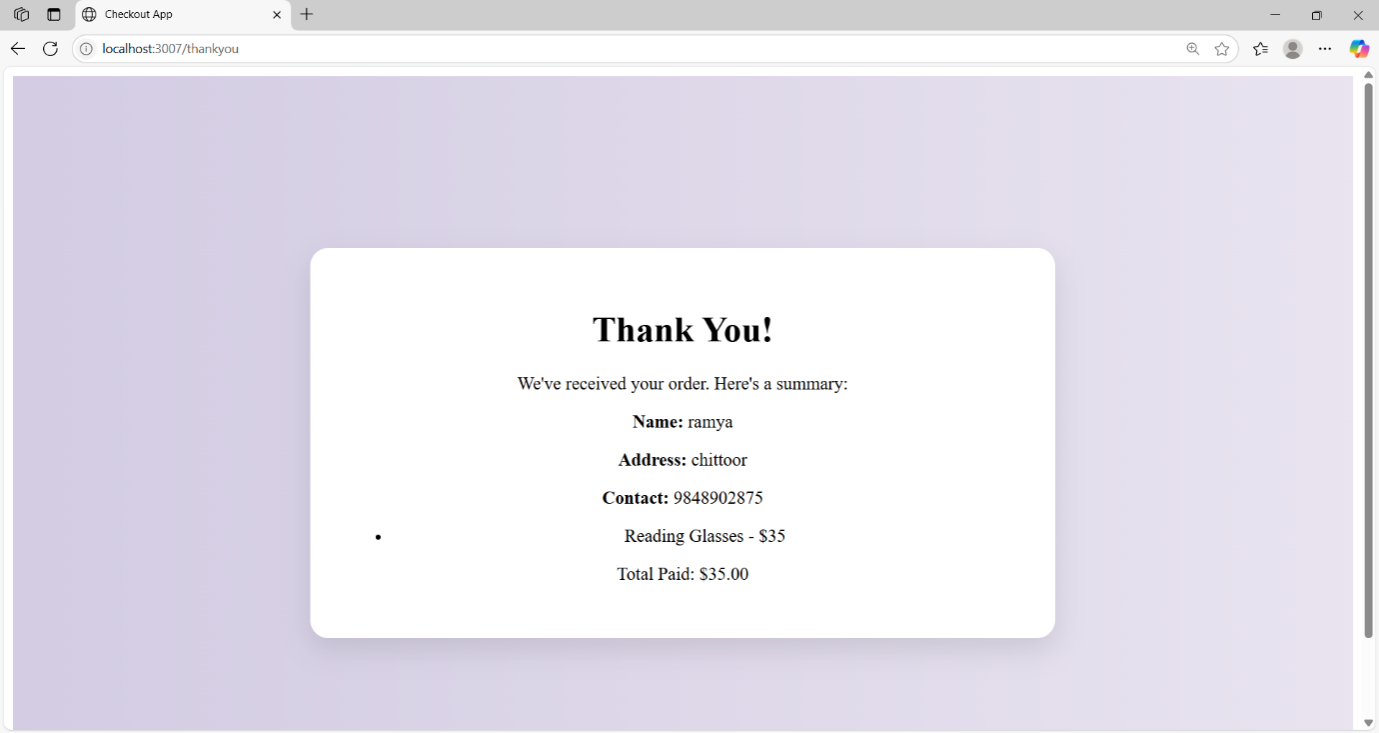 Checkout App
localhost:3007/thankyou
Thank You!
We've received your order. Here's a summary:
Name: ramya
Address: chittoor
Contact: 9848902875
• Reading Glasses - $35
Total Paid: $35.00